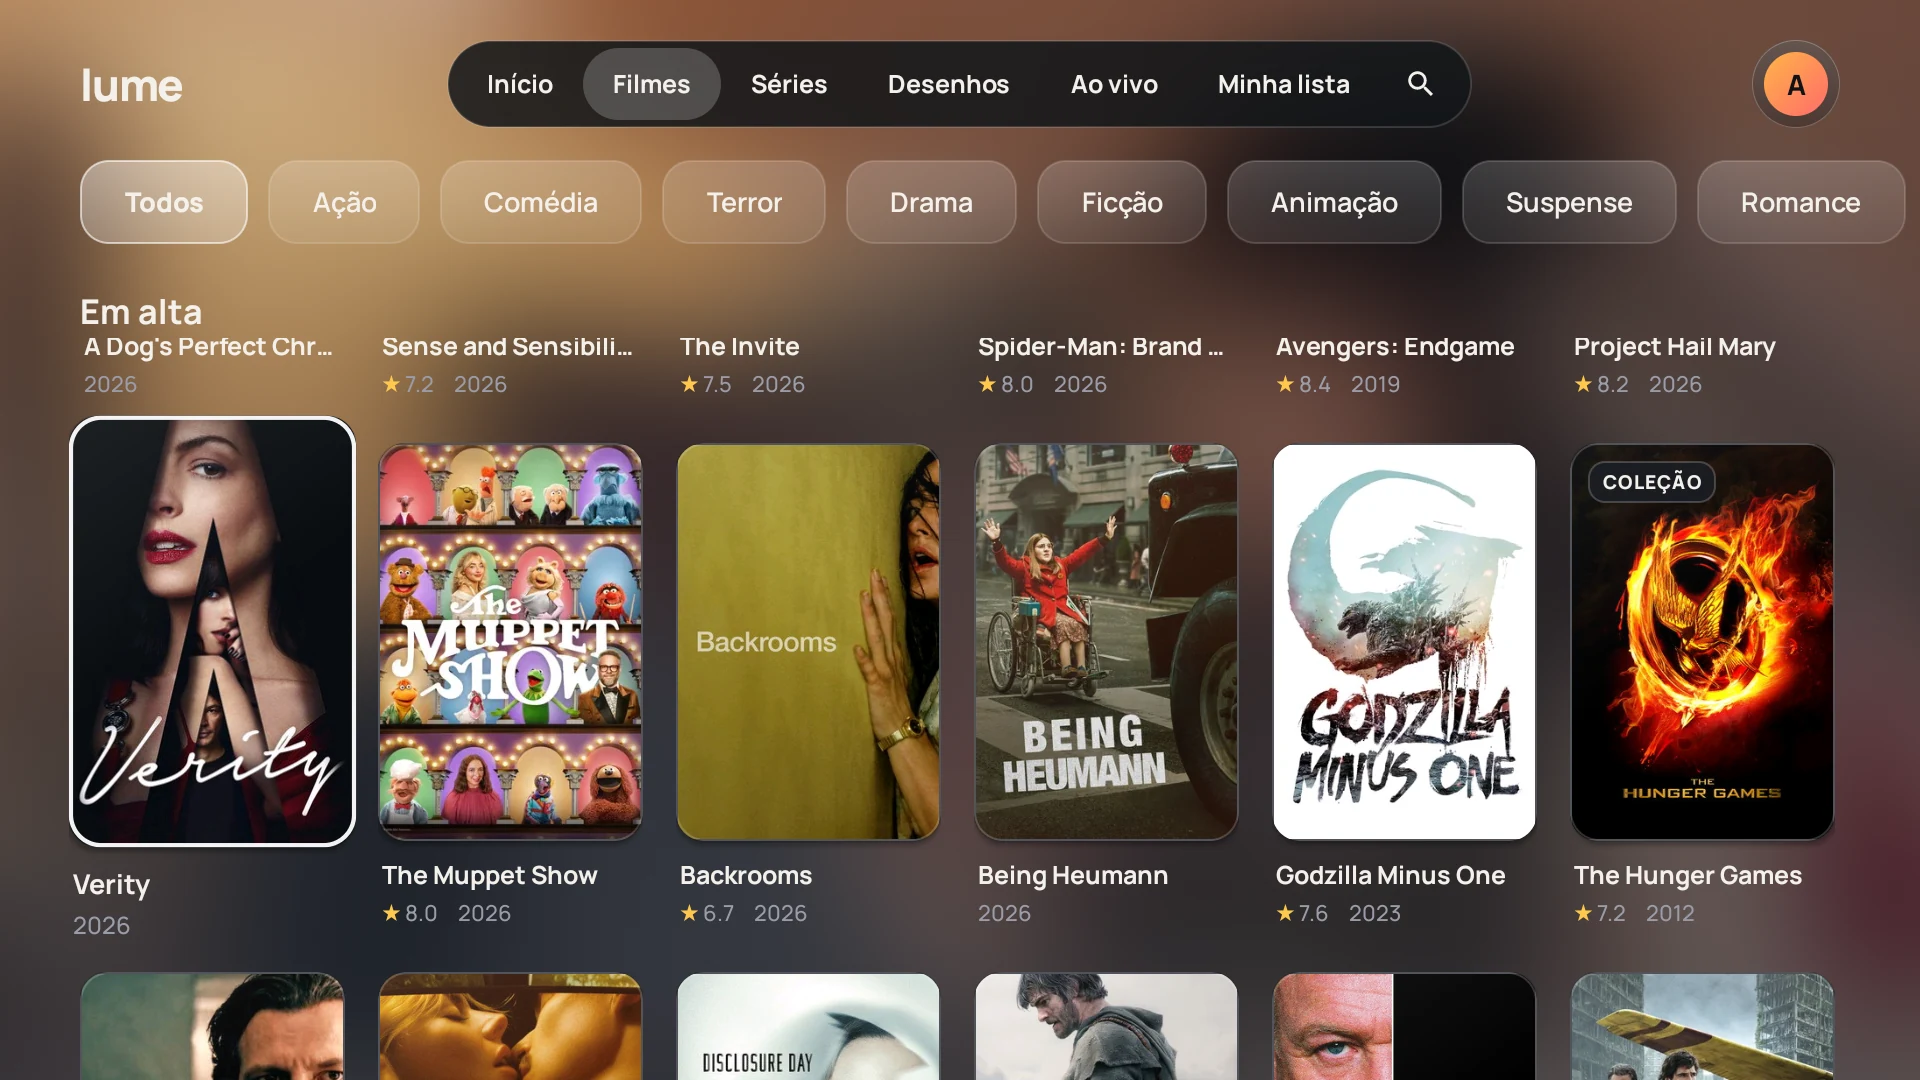 lume
Início Filmes Séries Desenhos Ao vivo Minha lista
A
Todos Ação Comédia Terror Drama Ficção Animação Suspense Romance
Em alta
A Dog's Perfect Chr... Sense and Sensibili... The Invite Spider-Man: Brand ... Avengers: Endgame Project Hail Mary
2026 ★ 7.2 2026 ★ 7.5 2026 ★ 8.0 2026 ★ 8.4 2019 ★ 8.2 2026
Verity
The
MUPPET
SHOW
Backrooms
BEING
HEUMANN
GODZILLA
MINUS ONE
COLEÇÃO
THE
HUNGER GAMES
Verity The Muppet Show Backrooms Being Heumann Godzilla Minus One The Hunger Games
2026 ★ 8.0 2026 ★ 6.7 2026 2026 ★ 7.6 2023 ★ 7.2 2012
DISCLOSURE DAY